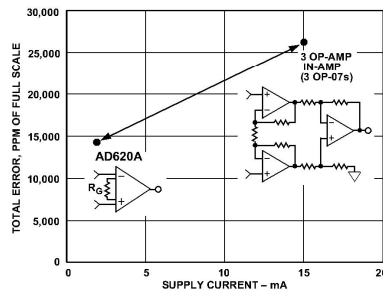 30,000
25,000
20,000
15,000
10,000
5,000
0
TOTAL ERROR, PPM OF FULL SCALE
3 OP-AMP
IN-AMP
(3 OP-07s)
AD620A
RG
0
5
10
15
20
SUPPLY CURRENT – mA